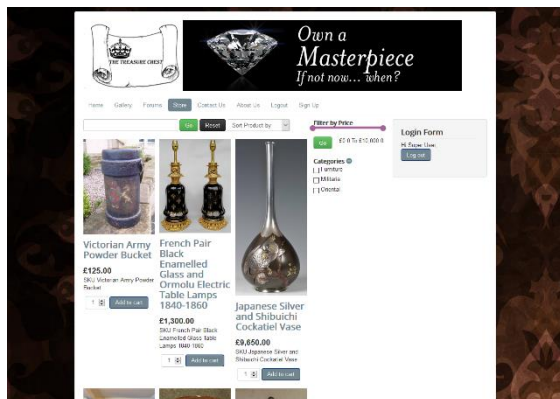 THE TREASURE CHEST
Own a
Masterpiece
If not now... when?
Home Gallery Forums Store Contact Us About Us Logout Sign Up
Go Reset Sort Product by
Filter by Price
Go
Categories
Furniture
Militaria
Oriental
Login Form
Hi Super User,
Log out
Victorian Army
Powder Bucket
£125.00
SKU Victorian Army Powder
Bucket
1 Add to cart
French Pair
Black
Enamelled
Glass and
Ormolu Electric
Table Lamps
1840-1860
£1,300.00
SKU French Pair Black
Enamelled Glass Table
Lamps 1840-1860
1 Add to cart
Japanese Silver
and Shibuichi
Cockatiel Vase
£9,650.00
SKU Japanese Silver and
Shibuichi Cockatiel Vase
1 Add to cart